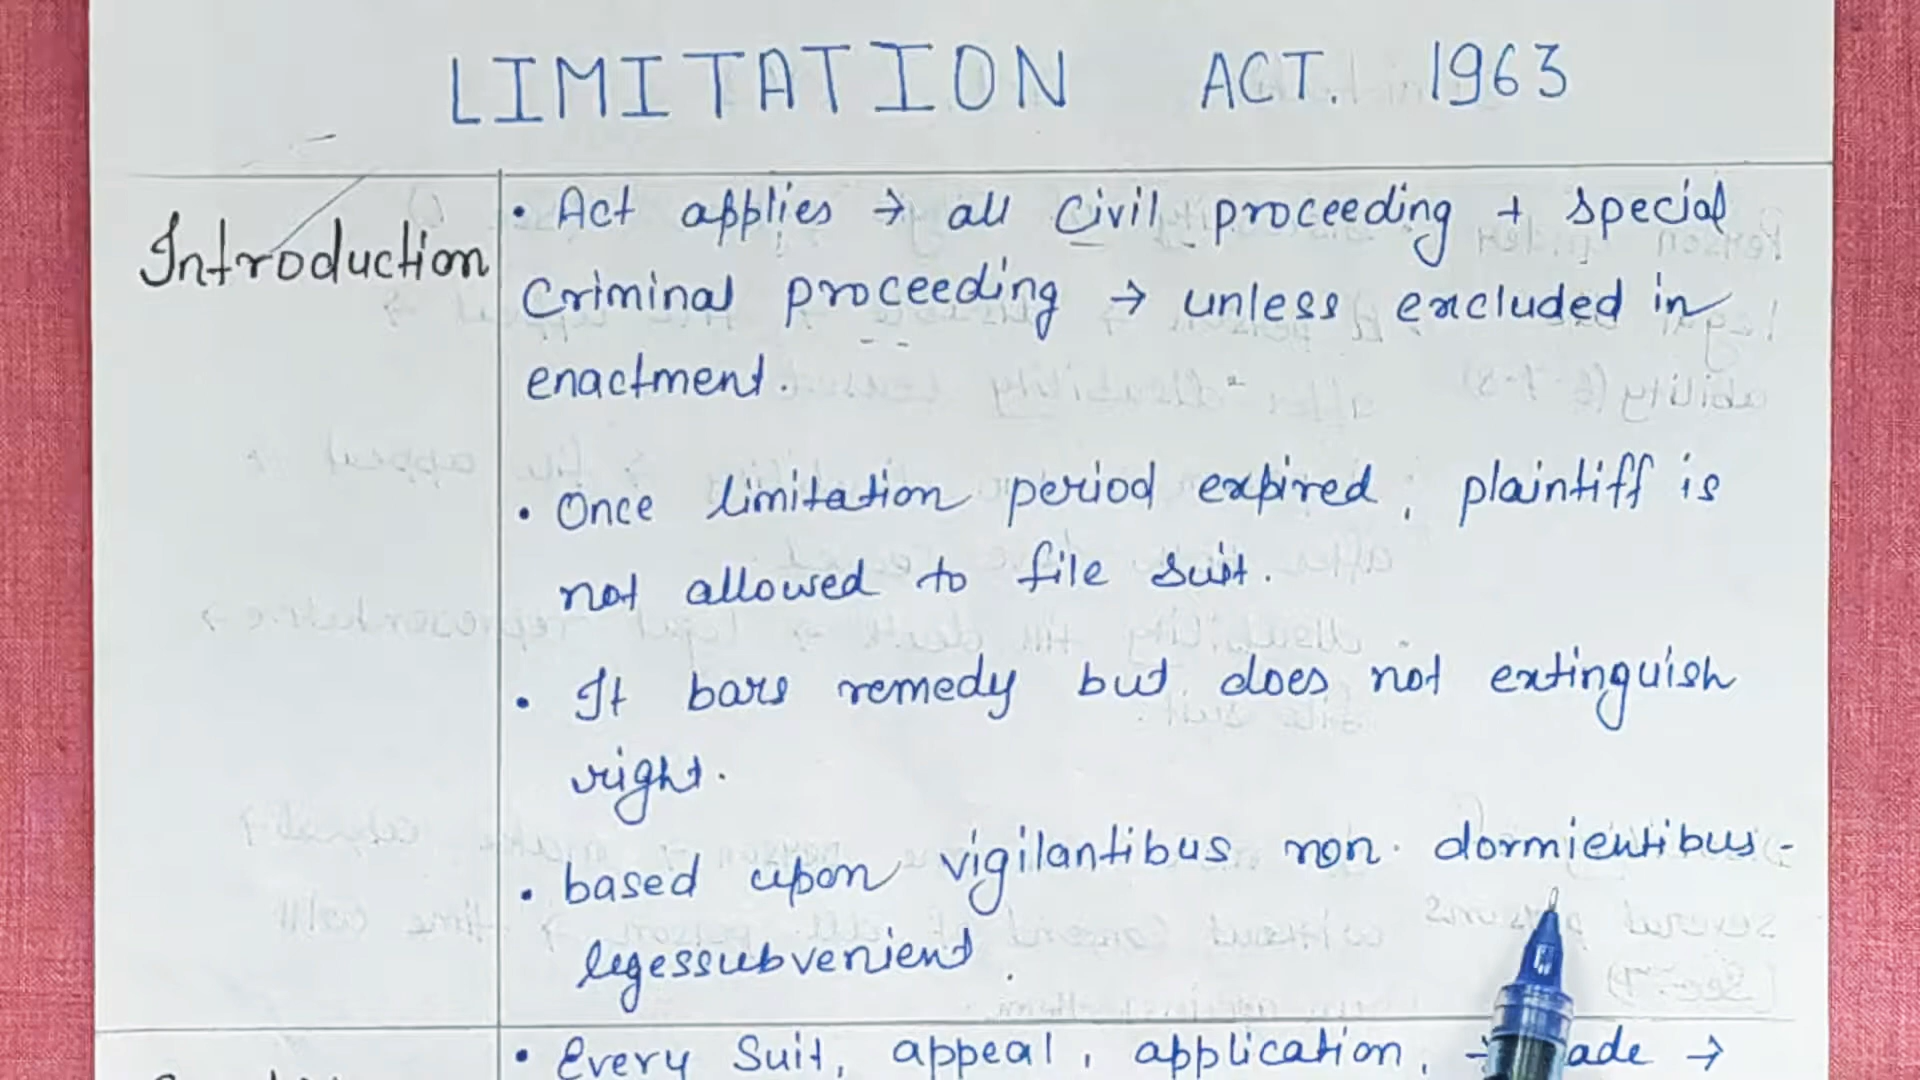 LIMITATION ACT. 1963
Introduction
• Act applies → all Civil proceeding + special
Criminal proceeding → unless excluded in
enactment.
• Once limitation period expired, plaintiff is
not allowed to file suit.
• It bars remedy but does not extinguish
right.
• based upon vigilantibus non dormientibus -
legessubvenient.
• Every Suit, appeal, application, →